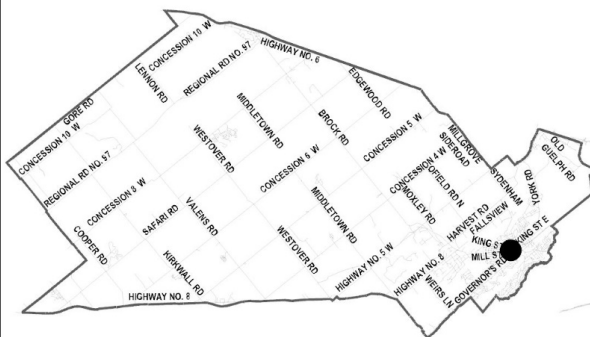 CONCESSION 10 W
HIGHWAY NO. 6
LENNON RD
REGIONAL RD NO. 97
EDGEWOOD RD
GORE RD
MIDDLETOWN RD
BROCK RD
CONCESSION 10 W
WESTOVER RD
CONCESSION 5 W
MILLGROVE
SIDEROAD
OLD
GUELPH RD
REGIONAL RD NO. 97
CONCESSION 6 W
CONCESSION 4 W
OFIELD RD N
SYDENHAM
YORK RD
CONCESSION 8 W
SAFARI RD
VALENS RD
MIDDLETOWN RD
MOXLEY RD
HARVEST RD
FALLSVIEW
COOPER RD
WESTOVER RD
KING S
KING ST E
MILL S
KIRKWALL RD
HIGHWAY NO. 5 W
HIGHWAY NO. 8
GOVERNOR'S R
WEIRS LN
HIGHWAY NO. 8